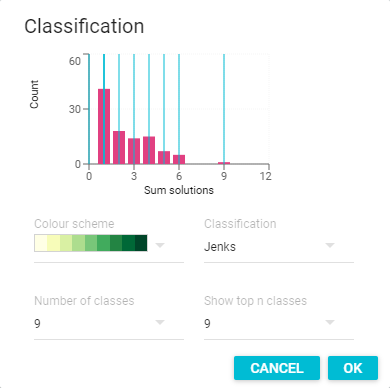 Classification
60
30
0
Count
0 3 6 9 12
Sum solutions
Colour scheme
Classification
Jenks
Number of classes
Show top n classes
9
9
CANCEL
OK